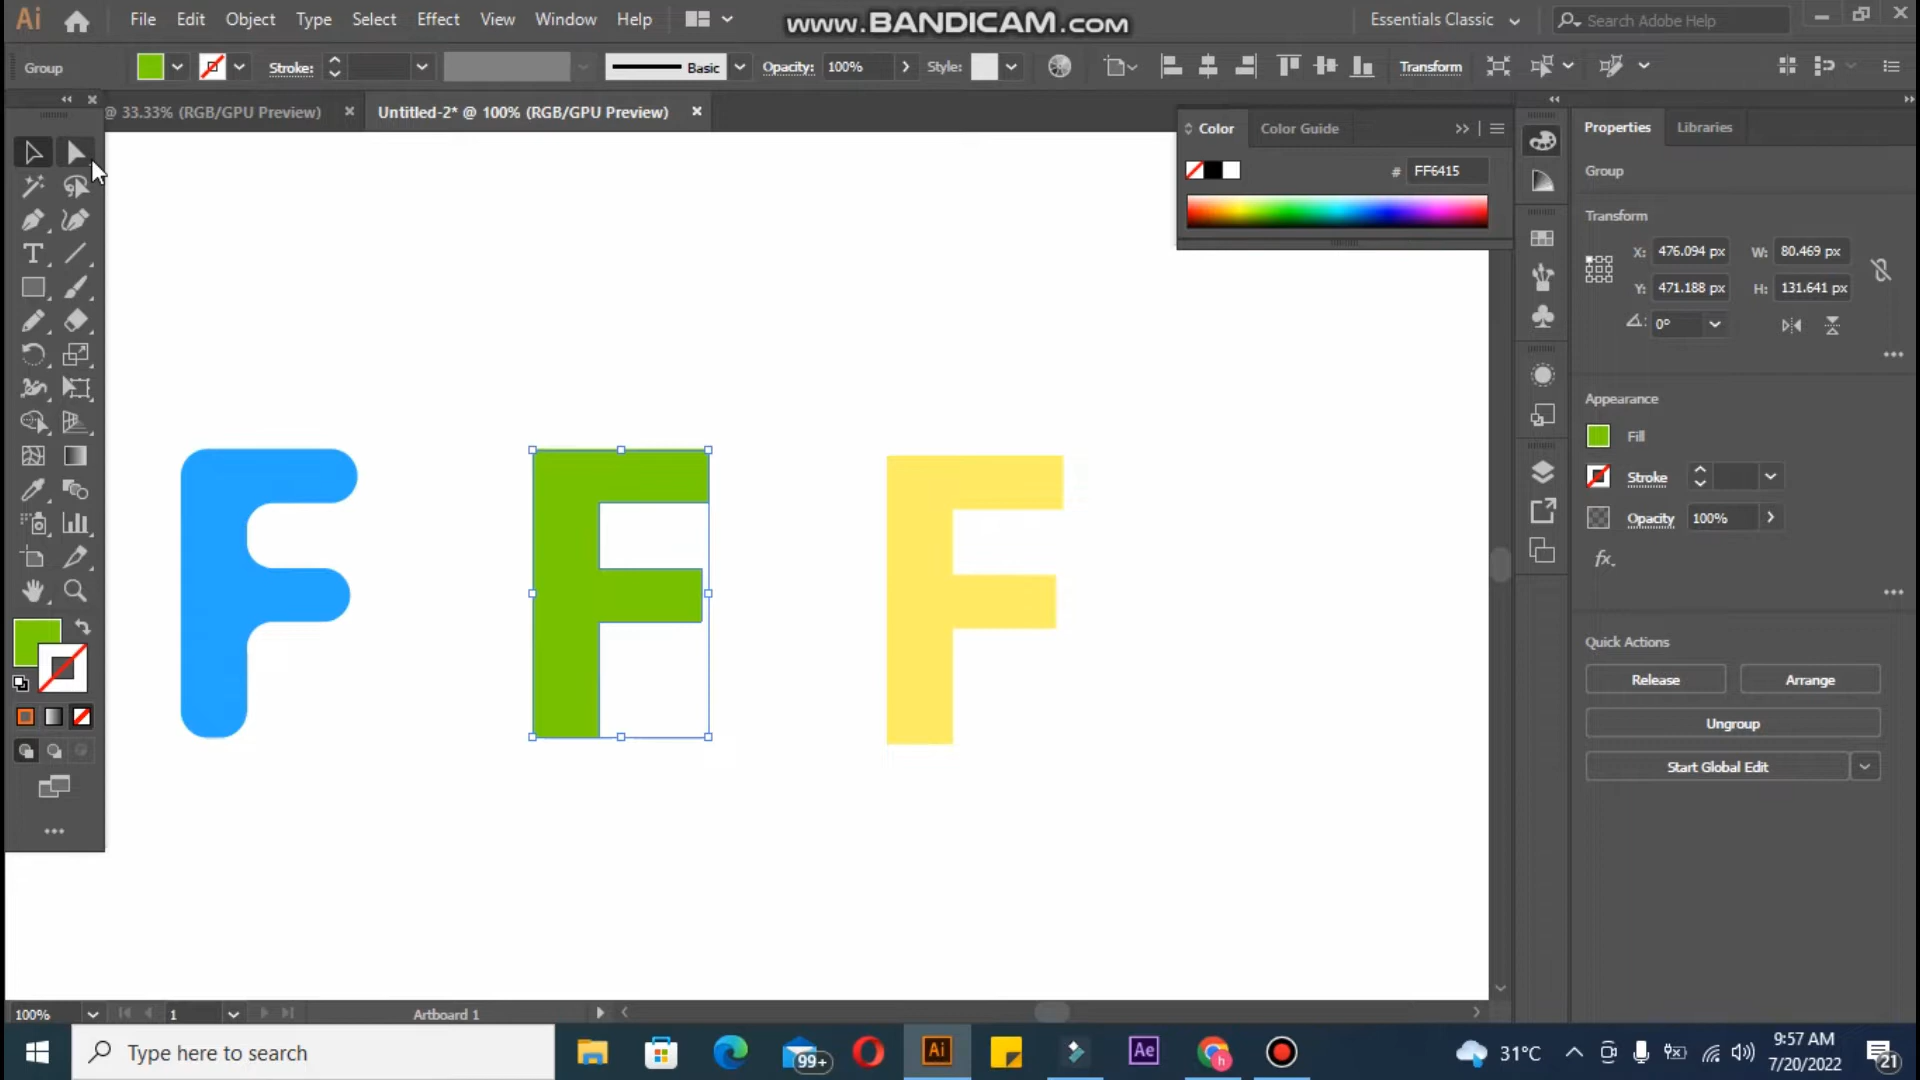 Ai File Edit Object Type Select Effect View Window Help www.BANDICAM.com Essentials Classic Search Adobe Help
Group Stroke: Basic Opacity: 100% Style: Transform
@ 33.33% (RGB/GPU Preview) × Untitled-2* @ 100% (RGB/GPU Preview) ×
Color Color Guide
# FF6415
Properties Libraries
Group
Transform
X: 476.094 px W: 80.469 px
Y: 471.188 px H: 131.641 px
0°
Appearance
Fill
Stroke
Opacity 100%
fx.
Quick Actions
Release Arrange
Ungroup
Start Global Edit
T
F F F
100% 1 Artboard 1
Type here to search 99+ Ai Ae h 31°C 9:57 AM
7/20/2022 21